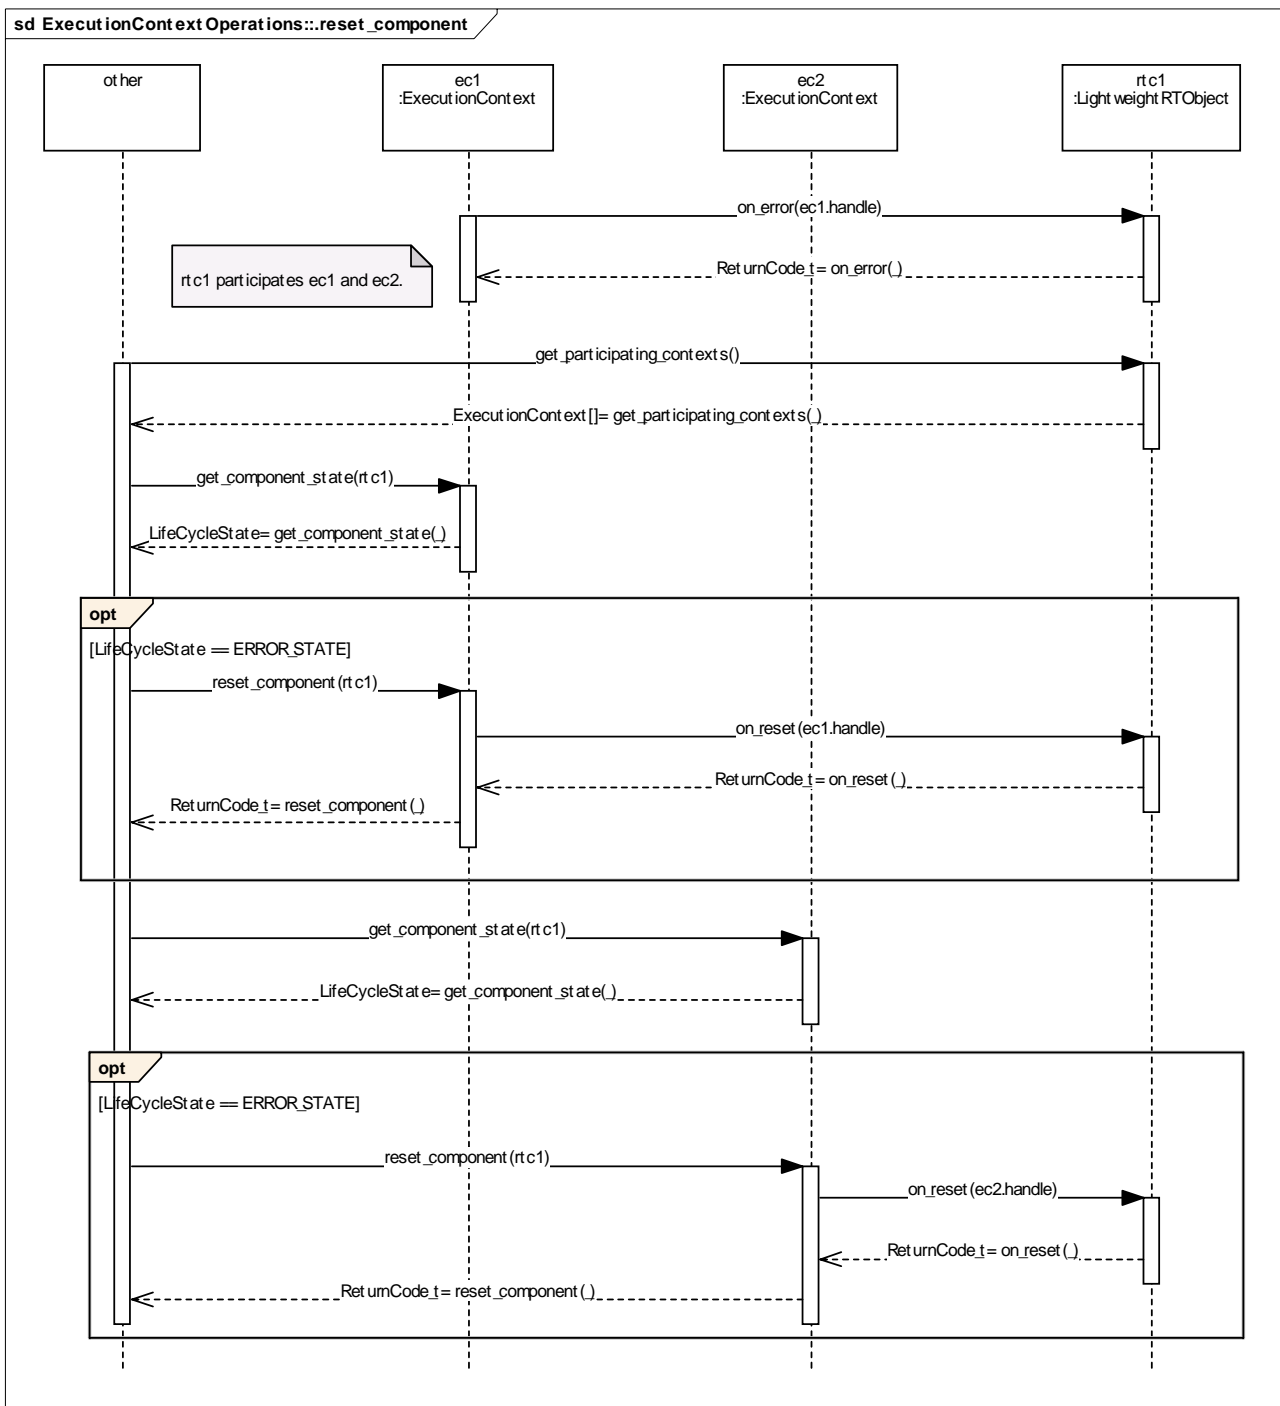 sd ExecutionContextOperations::.reset_component
other
ec1
:ExecutionContext
ec2
:ExecutionContext
rtc1
:LightweightRTObject
on_error(ec1.handle)
ReturnCode_t= on_error(_)
rtc1 participates ec1 and ec2.
get_participating_contexts()
ExecutionContext[]= get_participating_contexts(_)
get_component_state(rtc1)
LifeCycleState= get_component_state(_)
opt
[LifeCycleState == ERROR_STATE]
reset_component(rtc1)
on_reset(ec1.handle)
ReturnCode_t= on_reset(_)
ReturnCode_t= reset_component(_)
get_component_state(rtc1)
LifeCycleState= get_component_state(_)
opt
[LifeCycleState == ERROR_STATE]
reset_component(rtc1)
on_reset(ec2.handle)
ReturnCode_t= on_reset(_)
ReturnCode_t= reset_component(_)